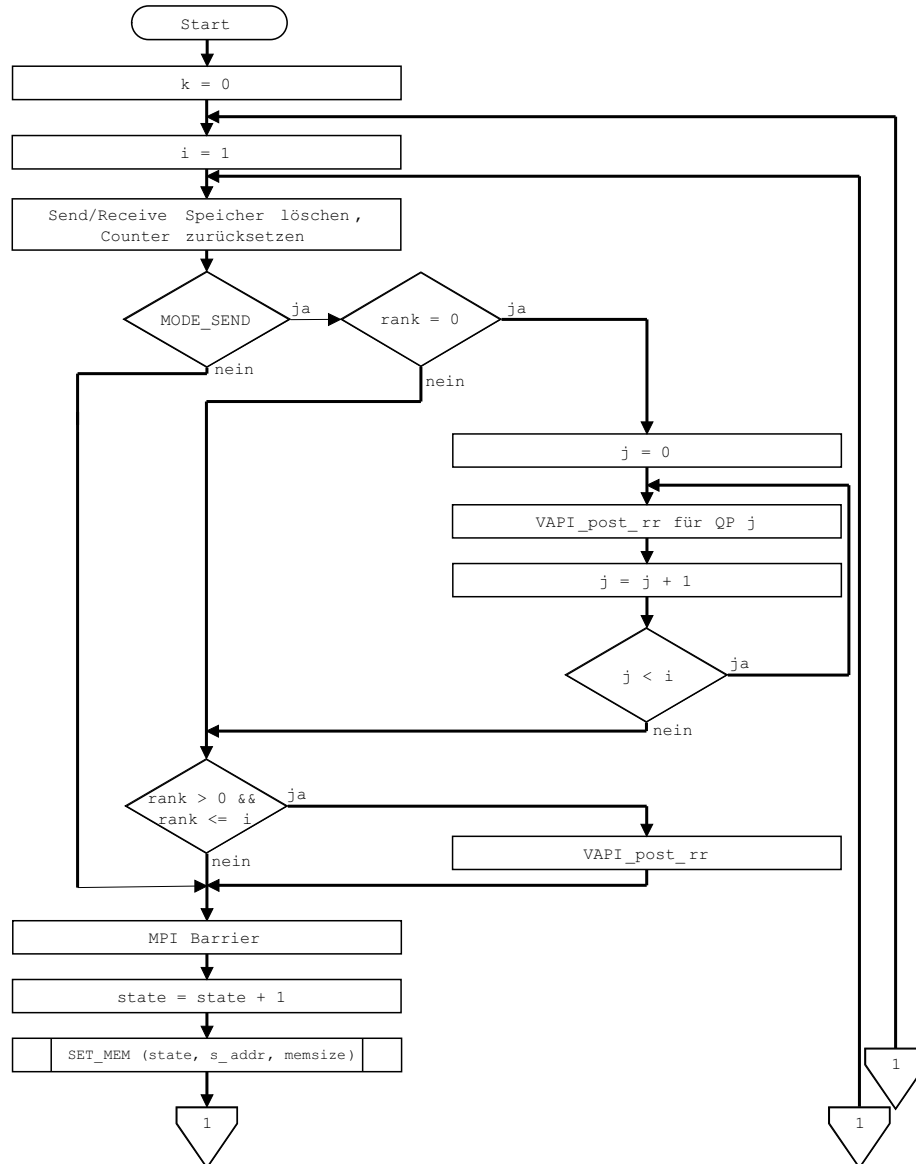 Start
k = 0
i = 1
Send/Receive Speicher löschen,
Counter zurücksetzen
MODE_SEND
ja
nein
rank = 0
ja
nein
j = 0
VAPI_post_rr für QP j
j = j + 1
j < i
ja
nein
rank > 0 &&
rank <= i
ja
nein
VAPI_post_rr
MPI Barrier
state = state + 1
SET_MEM (state, s_addr, memsize)
1
1
1